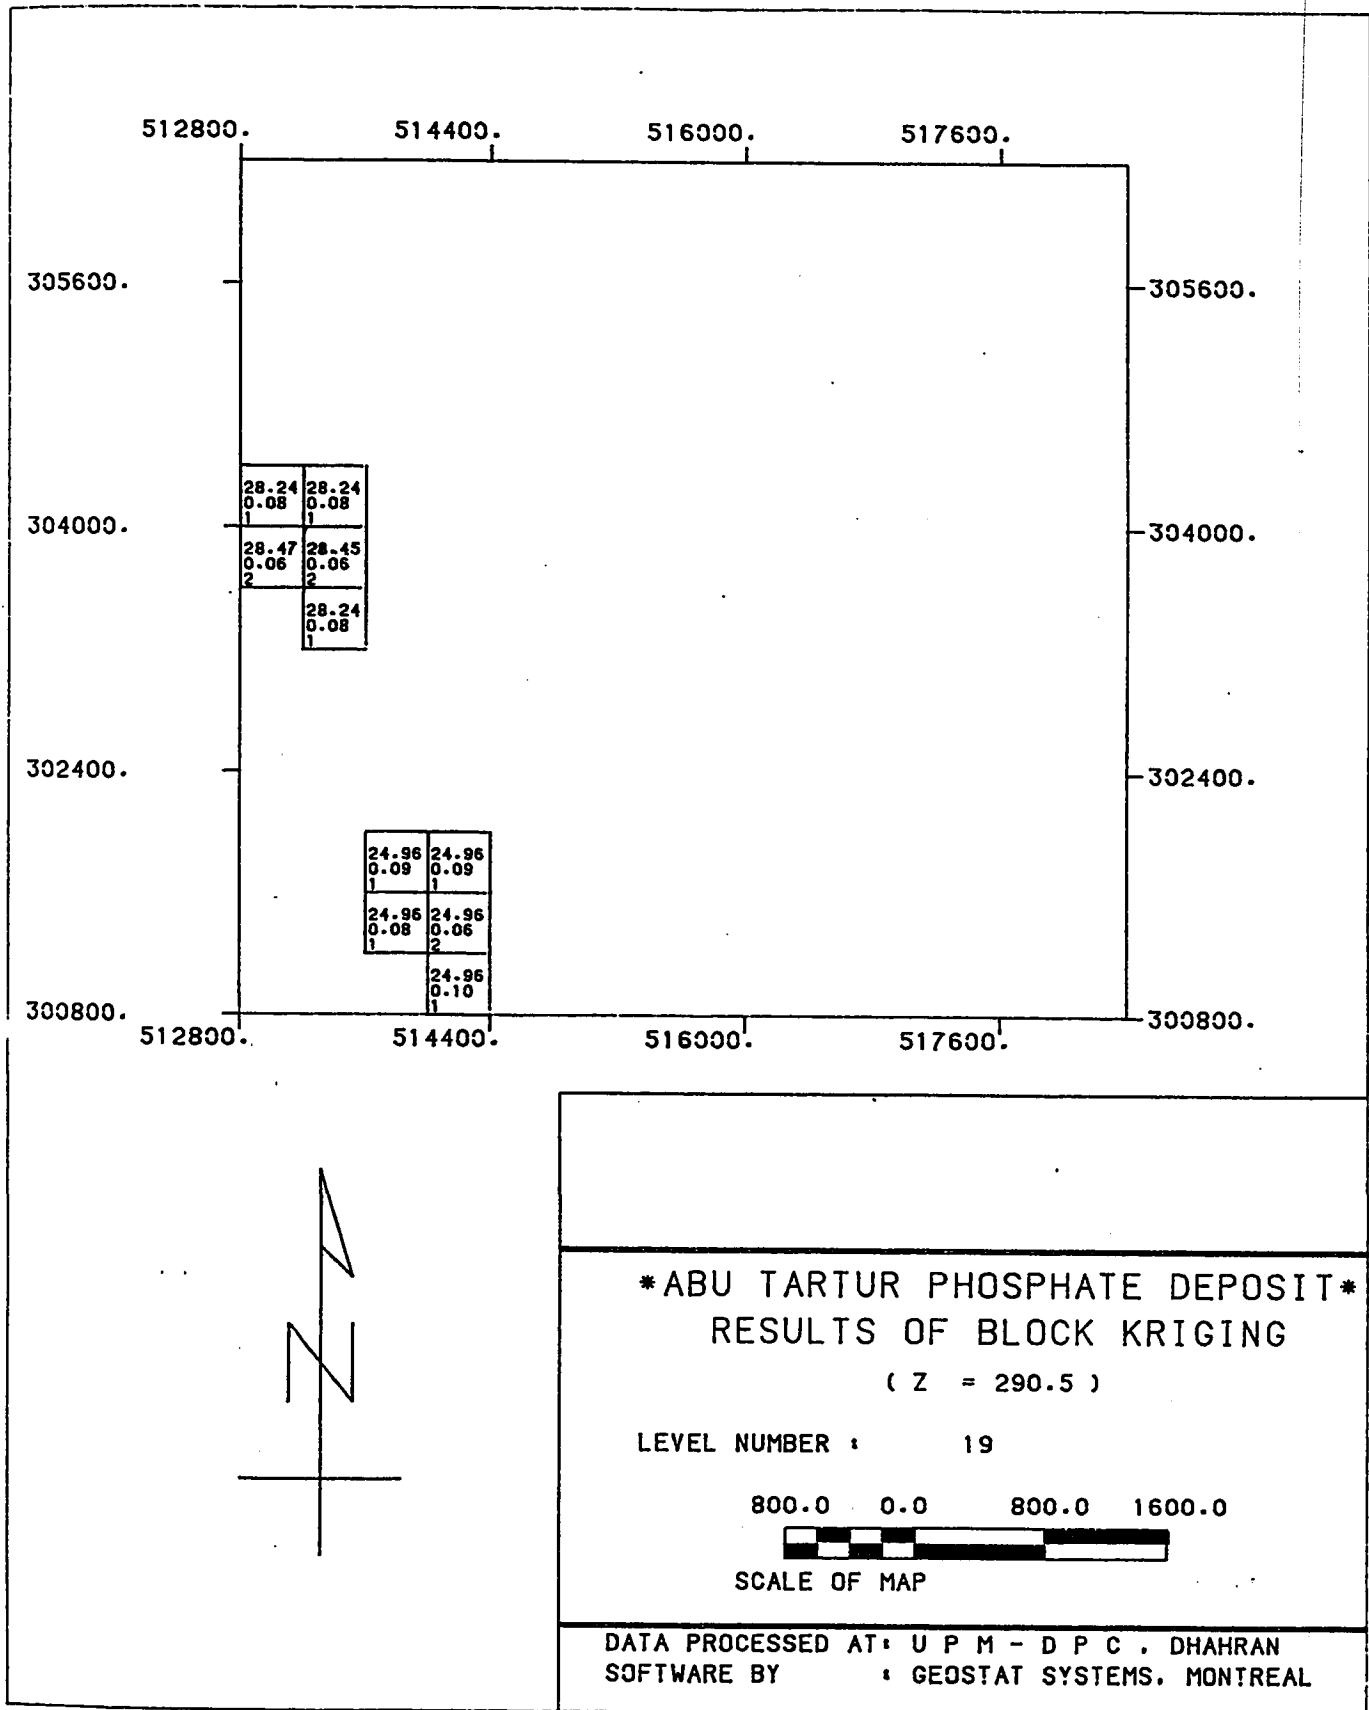 512800. 514400. 516000. 517600.
305600. 305600.
28.24 28.24
0.08 0.08
1 1
304000. 304000.
28.47 28.45
0.06 0.06
2 2
28.24
0.08
1
302400. 302400.
24.96 24.96
0.09 0.09
1 1
24.96 24.96
0.08 0.06
1 2
24.96
0.10
1
300800. 300800.
512800. 514400. 516000. 517600.
N
*ABU TARTUR PHOSPHATE DEPOSIT*
RESULTS OF BLOCK KRIGING
( Z = 290.5 )
LEVEL NUMBER : 19
800.0 0.0 800.0 1600.0
SCALE OF MAP
DATA PROCESSED AT: U P M - D P C . DHAHRAN
SOFTWARE BY : GEOSTAT SYSTEMS. MONTREAL